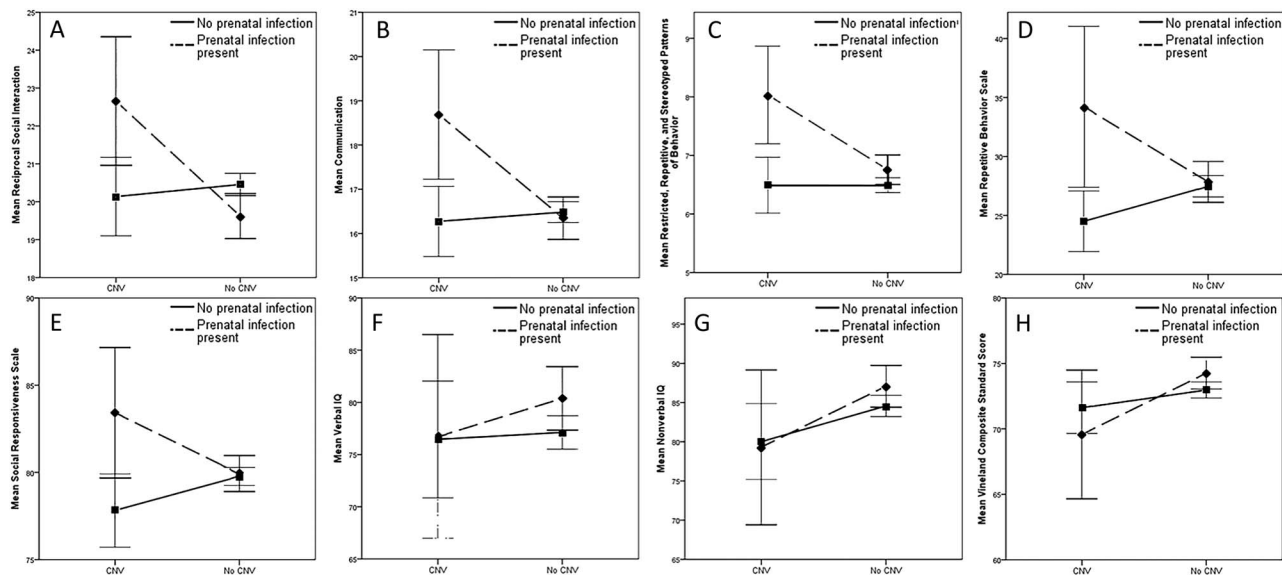 A
No prenatal infection
Prenatal infection
present
Mean Reciprocal Social Interaction
25
24
23
22
21
20
19
18
CNV
No CNV
B
No prenatal infection
Prenatal infection
present
Mean Communication
21
20
19
18
17
16
15
CNV
No CNV
C
No prenatal infection
Prenatal infection
present
Mean Restricted, Repetitive, and Stereotyped Patterns
of Behavior
9
8
7
6
5
CNV
No CNV
D
No prenatal infection
Prenatal infection
present
Mean Repetitive Behavior Scale
40
35
30
25
20
CNV
No CNV
E
No prenatal infection
Prenatal infection
present
Mean Social Responsiveness Scale
90
85
80
75
CNV
No CNV
F
No prenatal infection
Prenatal infection
present
Mean Verbal IQ
90
85
80
75
70
65
CNV
No CNV
G
No prenatal infection
Prenatal infection
present
Mean Nonverbal IQ
95
90
85
80
75
70
65
CNV
No CNV
H
No prenatal infection
Prenatal infection
present
Mean Vineland Composite Standard Score
80
75
70
65
60
CNV
No CNV